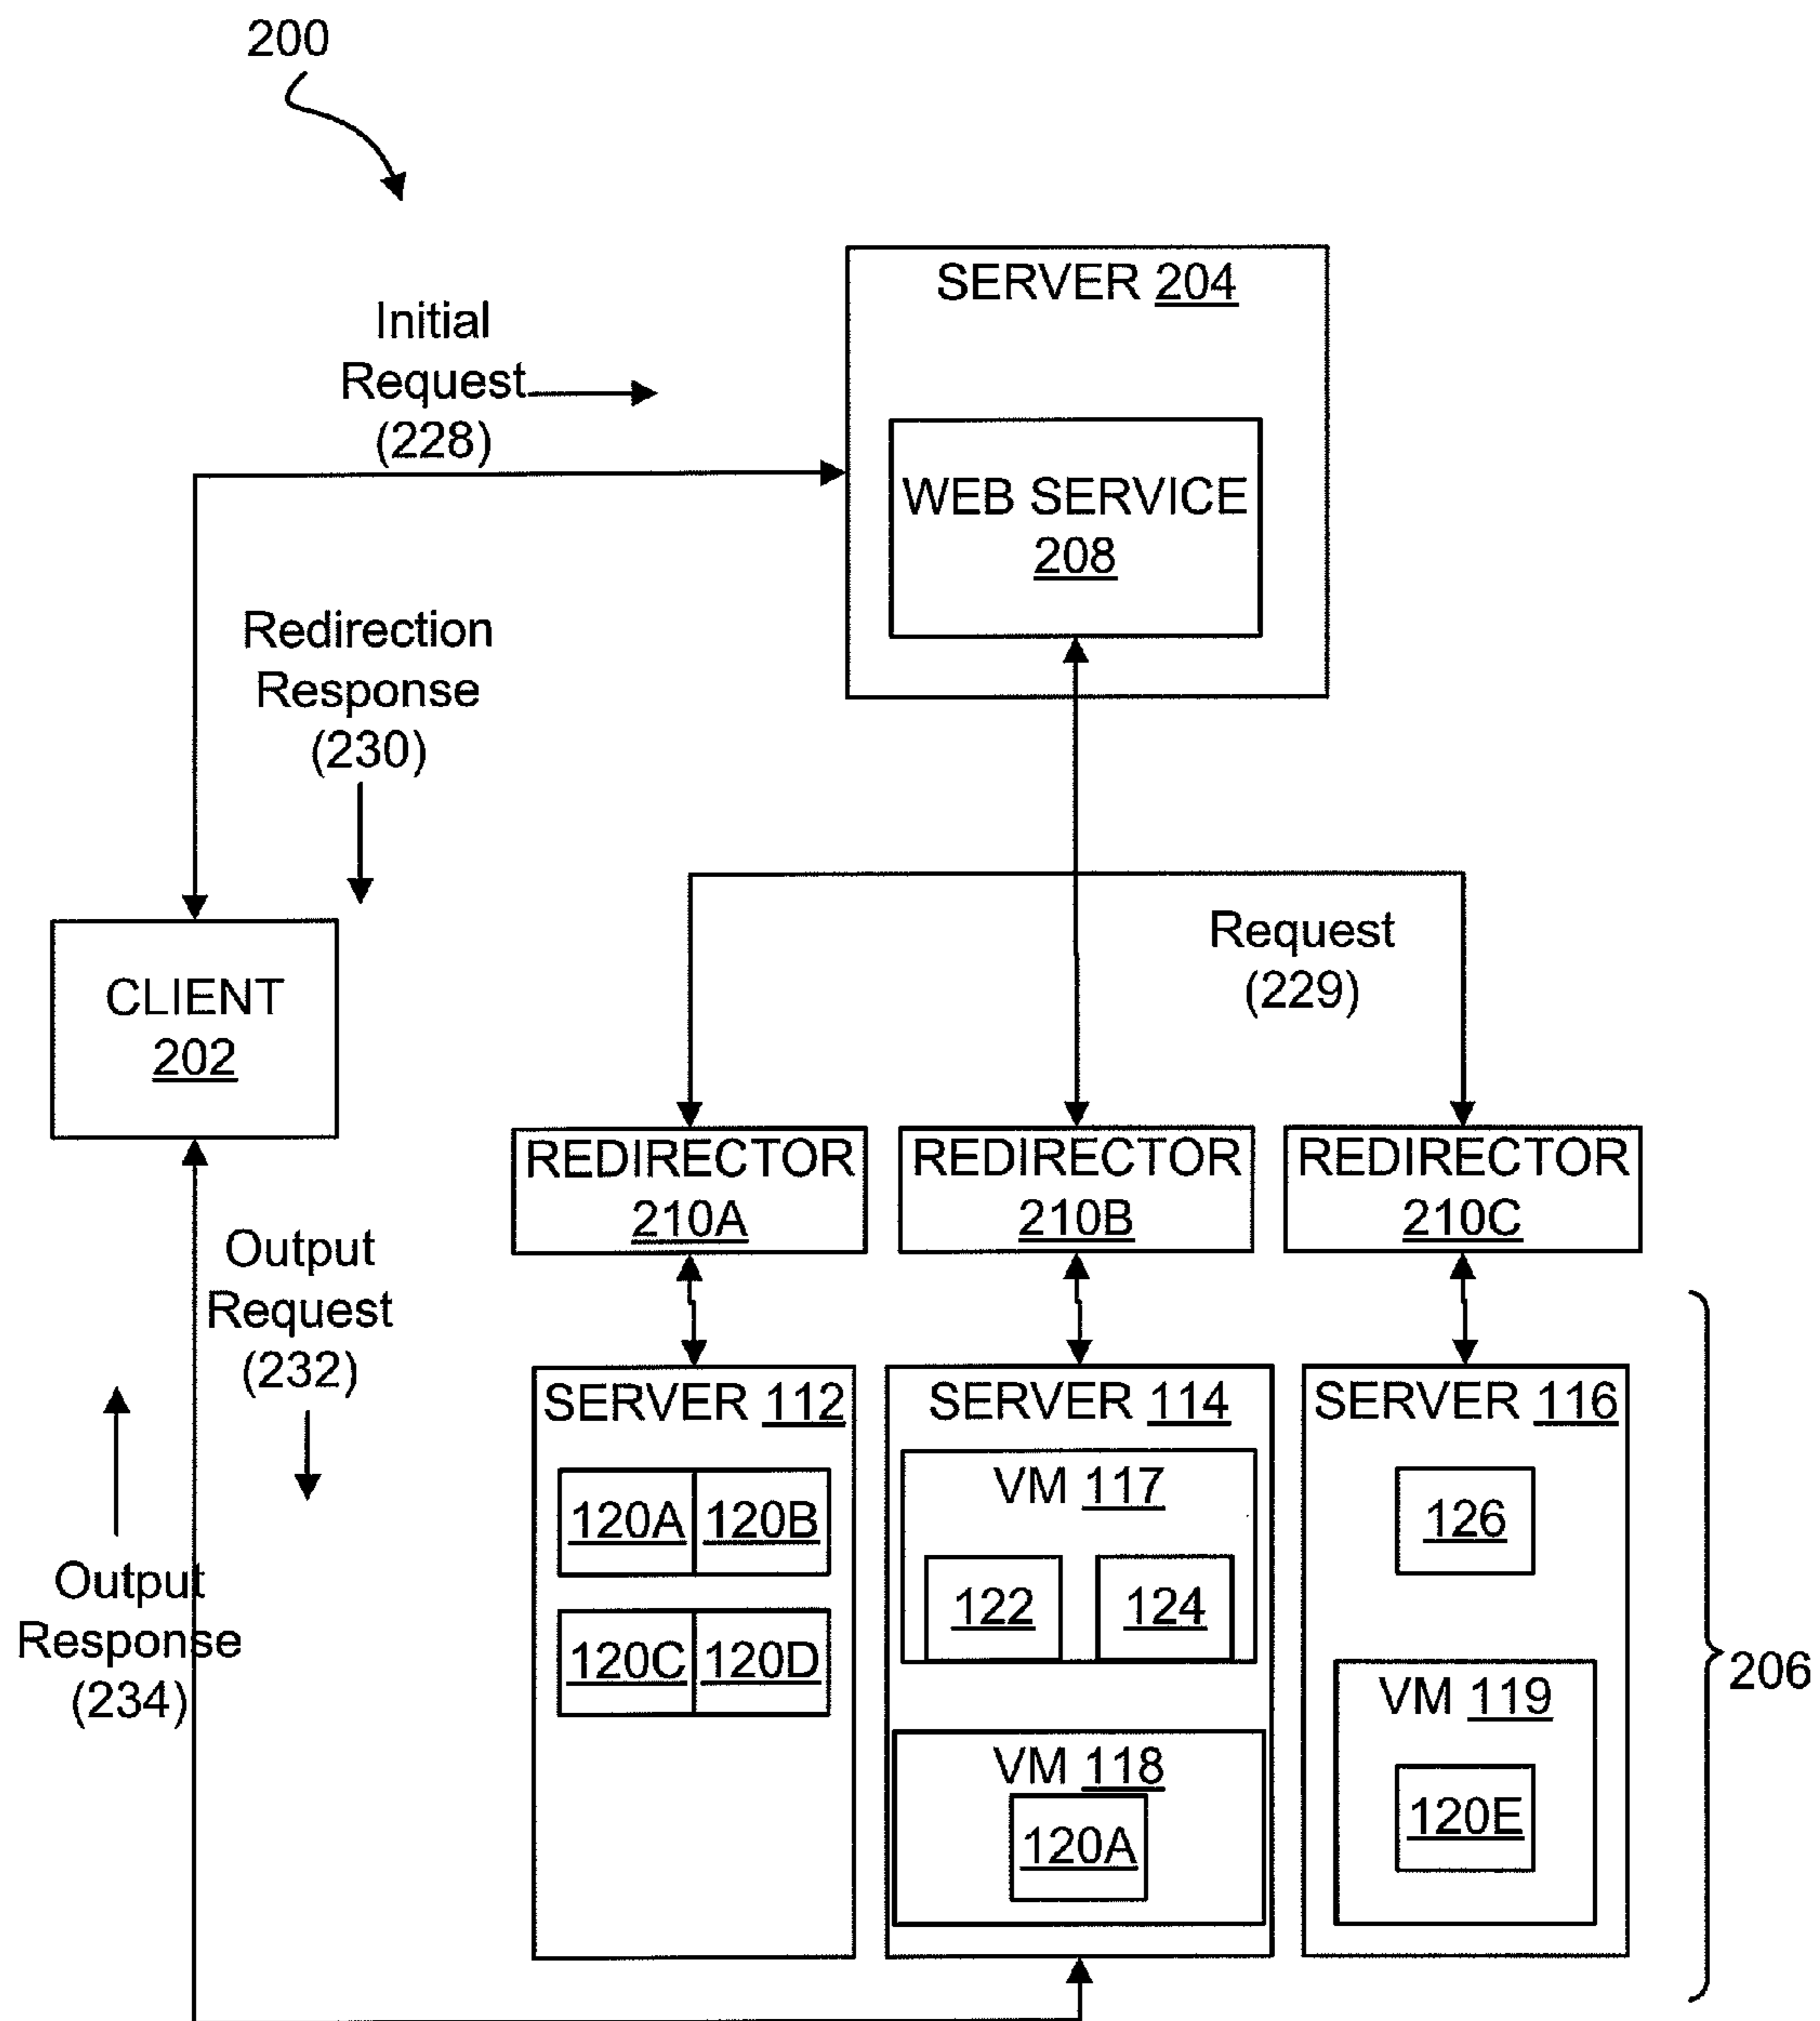 200
SERVER 204
Initial
Request
(228)
WEB SERVICE
208
Redirection
Response
(230)
Request
(229)
CLIENT
202
REDIRECTOR
210A
REDIRECTOR
210B
REDIRECTOR
210C
Output
Request
(232)
Output
Response
(234)
SERVER 112
120A 120B
120C 120D
SERVER 114
VM 117
122 124
VM 118
120A
SERVER 116
126
VM 119
120E
206